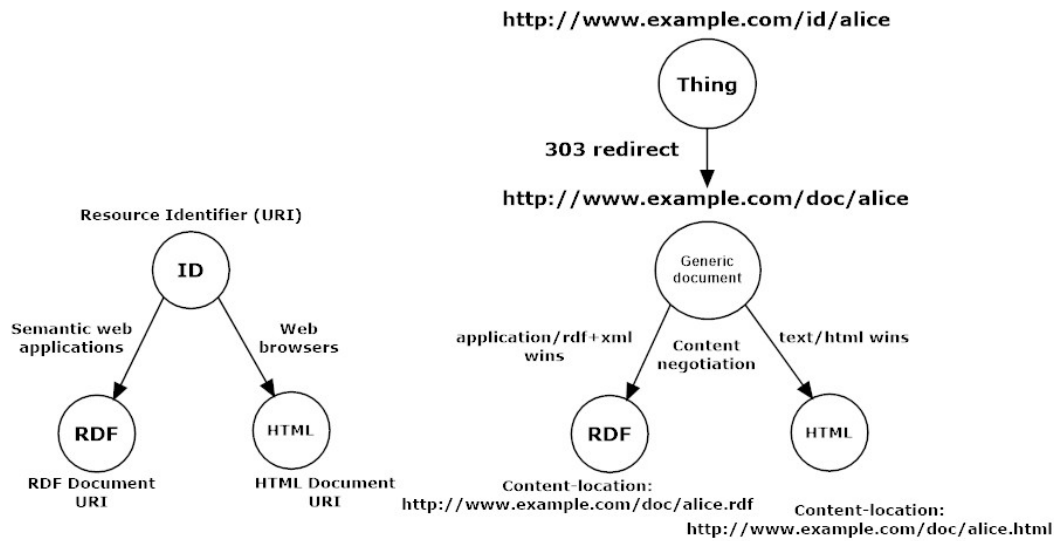 Resource Identifier (URI)
ID
Semantic web
applications
Web
browsers
RDF
HTML
RDF Document
URI
HTML Document
URI
http://www.example.com/id/alice
Thing
303 redirect
http://www.example.com/doc/alice
Generic
document
application/rdf+xml
wins
Content
negotiation
text/html wins
RDF
HTML
Content-location:
http://www.example.com/doc/alice.rdf
Content-location:
http://www.example.com/doc/alice.html